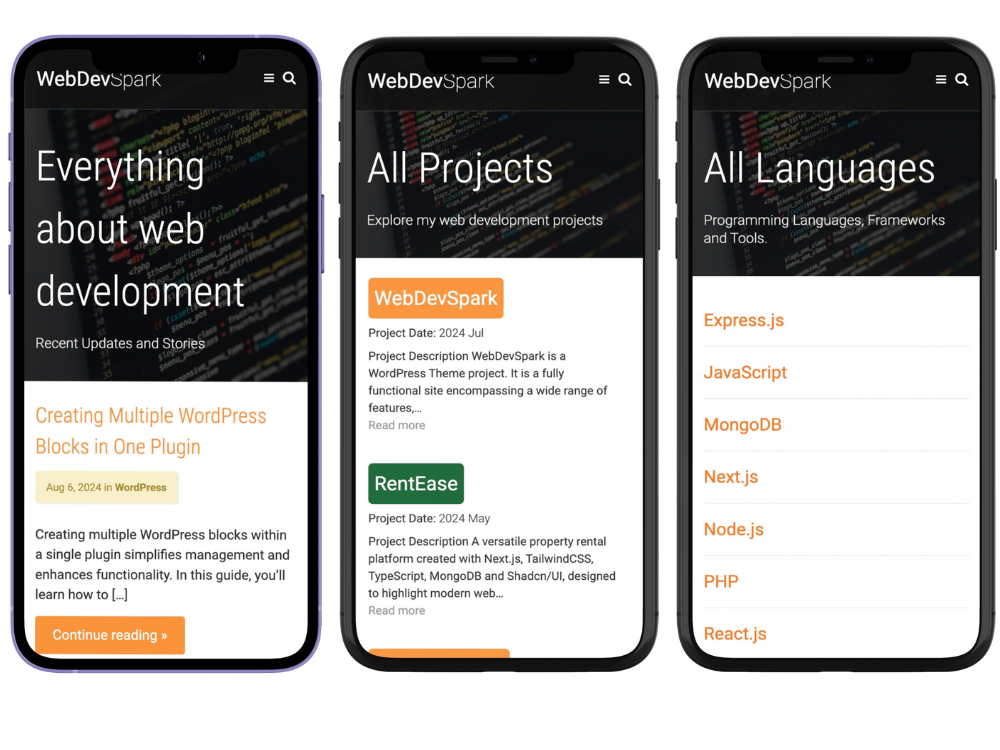 WebDevSpark
Everything
about web
development
Recent Updates and Stories
Creating Multiple WordPress
Blocks in One Plugin
Aug 6, 2024 in WordPress
Creating multiple WordPress blocks within
a single plugin simplifies management and
enhances functionality. In this guide, you'll
learn how to [...]
Continue reading »
WebDevSpark
All Projects
Explore my web development projects
WebDevSpark
Project Date: 2024 Jul
Project Description WebDevSpark is a
WordPress Theme project. It is a fully
functional site encompassing a wide range of
features,...
Read more
RentEase
Project Date: 2024 May
Project Description A versatile property rental
platform created with Next.js, TailwindCSS,
TypeScript, MongoDB and Shadcn/UI, designed
to highlight modern web...
Read more
WebDevSpark
All Languages
Programming Languages, Frameworks
and Tools.
Express.js
JavaScript
MongoDB
Next.js
Node.js
PHP
React.js